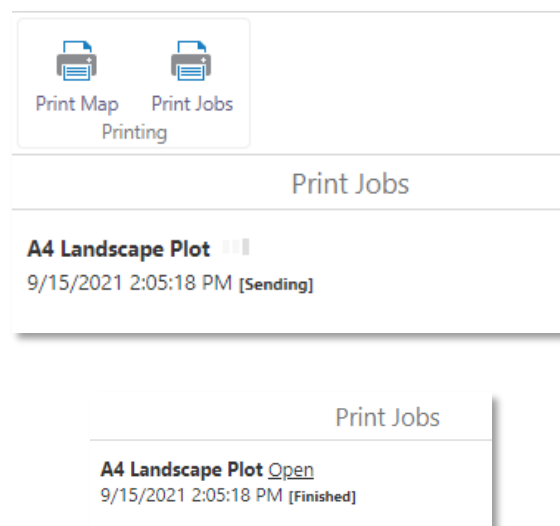 Print Map Print Jobs
Printing
Print Jobs
A4 Landscape Plot
9/15/2021 2:05:18 PM [Sending]
Print Jobs
A4 Landscape Plot Open
9/15/2021 2:05:18 PM [Finished]